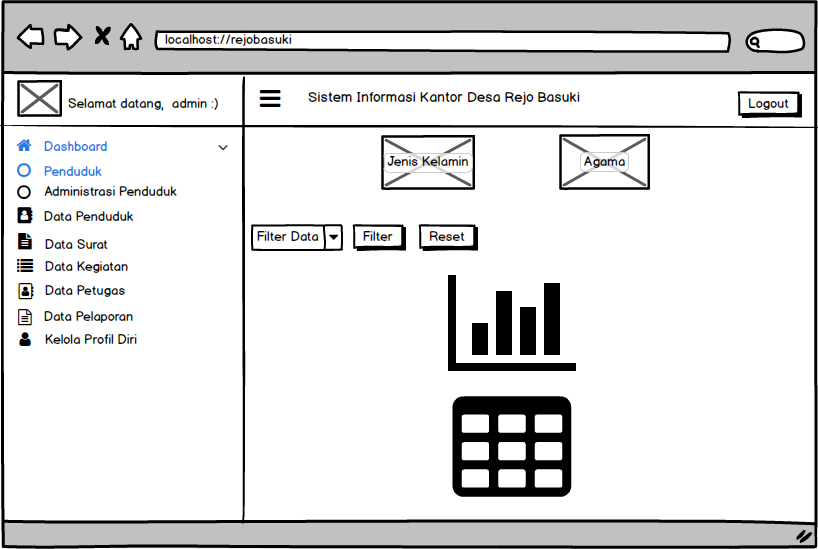 localhost://rejobasuki
Selamat datang, admin :)
Sistem Informasi Kantor Desa Rejo Basuki
Logout
Dashboard
Penduduk
Administrasi Penduduk
Data Penduduk
Data Surat
Data Kegiatan
Data Petugas
Data Pelaporan
Kelola Profil Diri
Jenis Kelamin
Agama
Filter Data
Filter
Reset